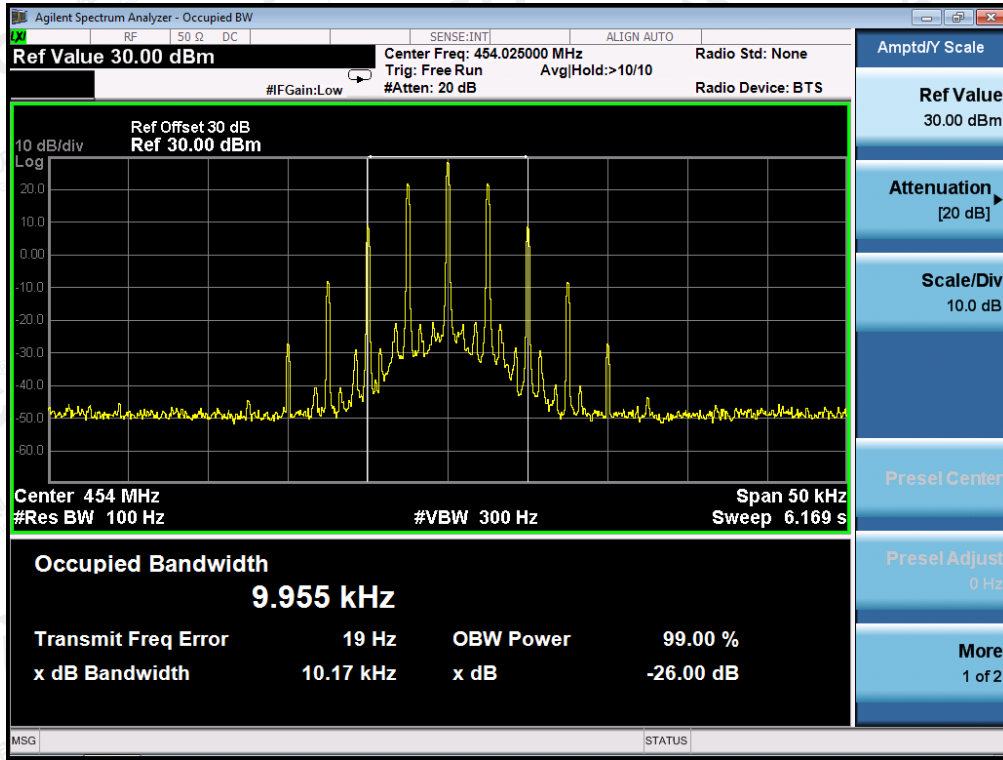 Agilent Spectrum Analyzer - Occupied BW
LXI RF 50 Ω DC SENSE:INT ALIGN AUTO
Ref Value 30.00 dBm
Center Freq: 454.025000 MHz
Radio Std: None
Trig: Free Run Avg|Hold:>10/10
#IFGain:Low
#Atten: 20 dB
Radio Device: BTS
Ref Offset 30 dB
10 dB/div Ref 30.00 dBm
Log
20.0
10.0
0.00
-10.0
-20.0
-30.0
-40.0
-50.0
-60.0
Center 454 MHz Span 50 kHz
#Res BW 100 Hz #VBW 300 Hz Sweep 6.169 s
Occupied Bandwidth
9.955 kHz
Transmit Freq Error 19 Hz OBW Power 99.00 %
x dB Bandwidth 10.17 kHz x dB -26.00 dB
MSG STATUS
Amptd/Y Scale
Ref Value
30.00 dBm
Attenuation
[20 dB]
Scale/Div
10.0 dB
Presel Center
Presel Adjust
0 Hz
More
1 of 2